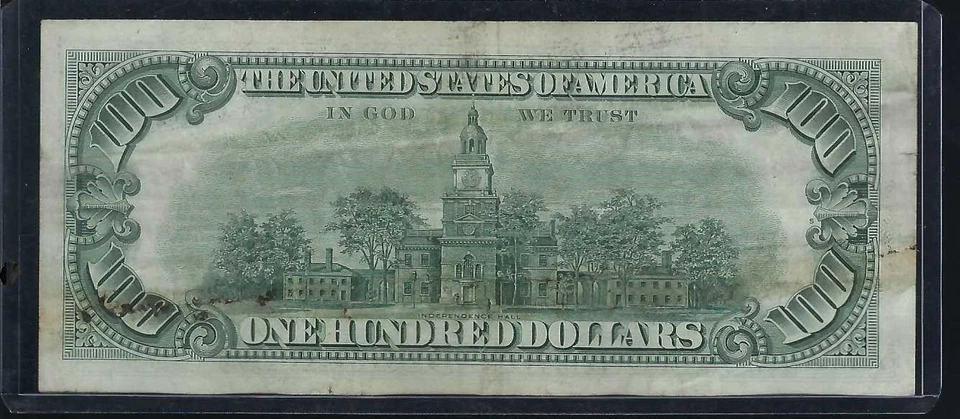 100 THE UNITED STATES OF AMERICA 100
IN GOD WE TRUST
INDEPENDENCE HALL
100 ONE HUNDRED DOLLARS 100